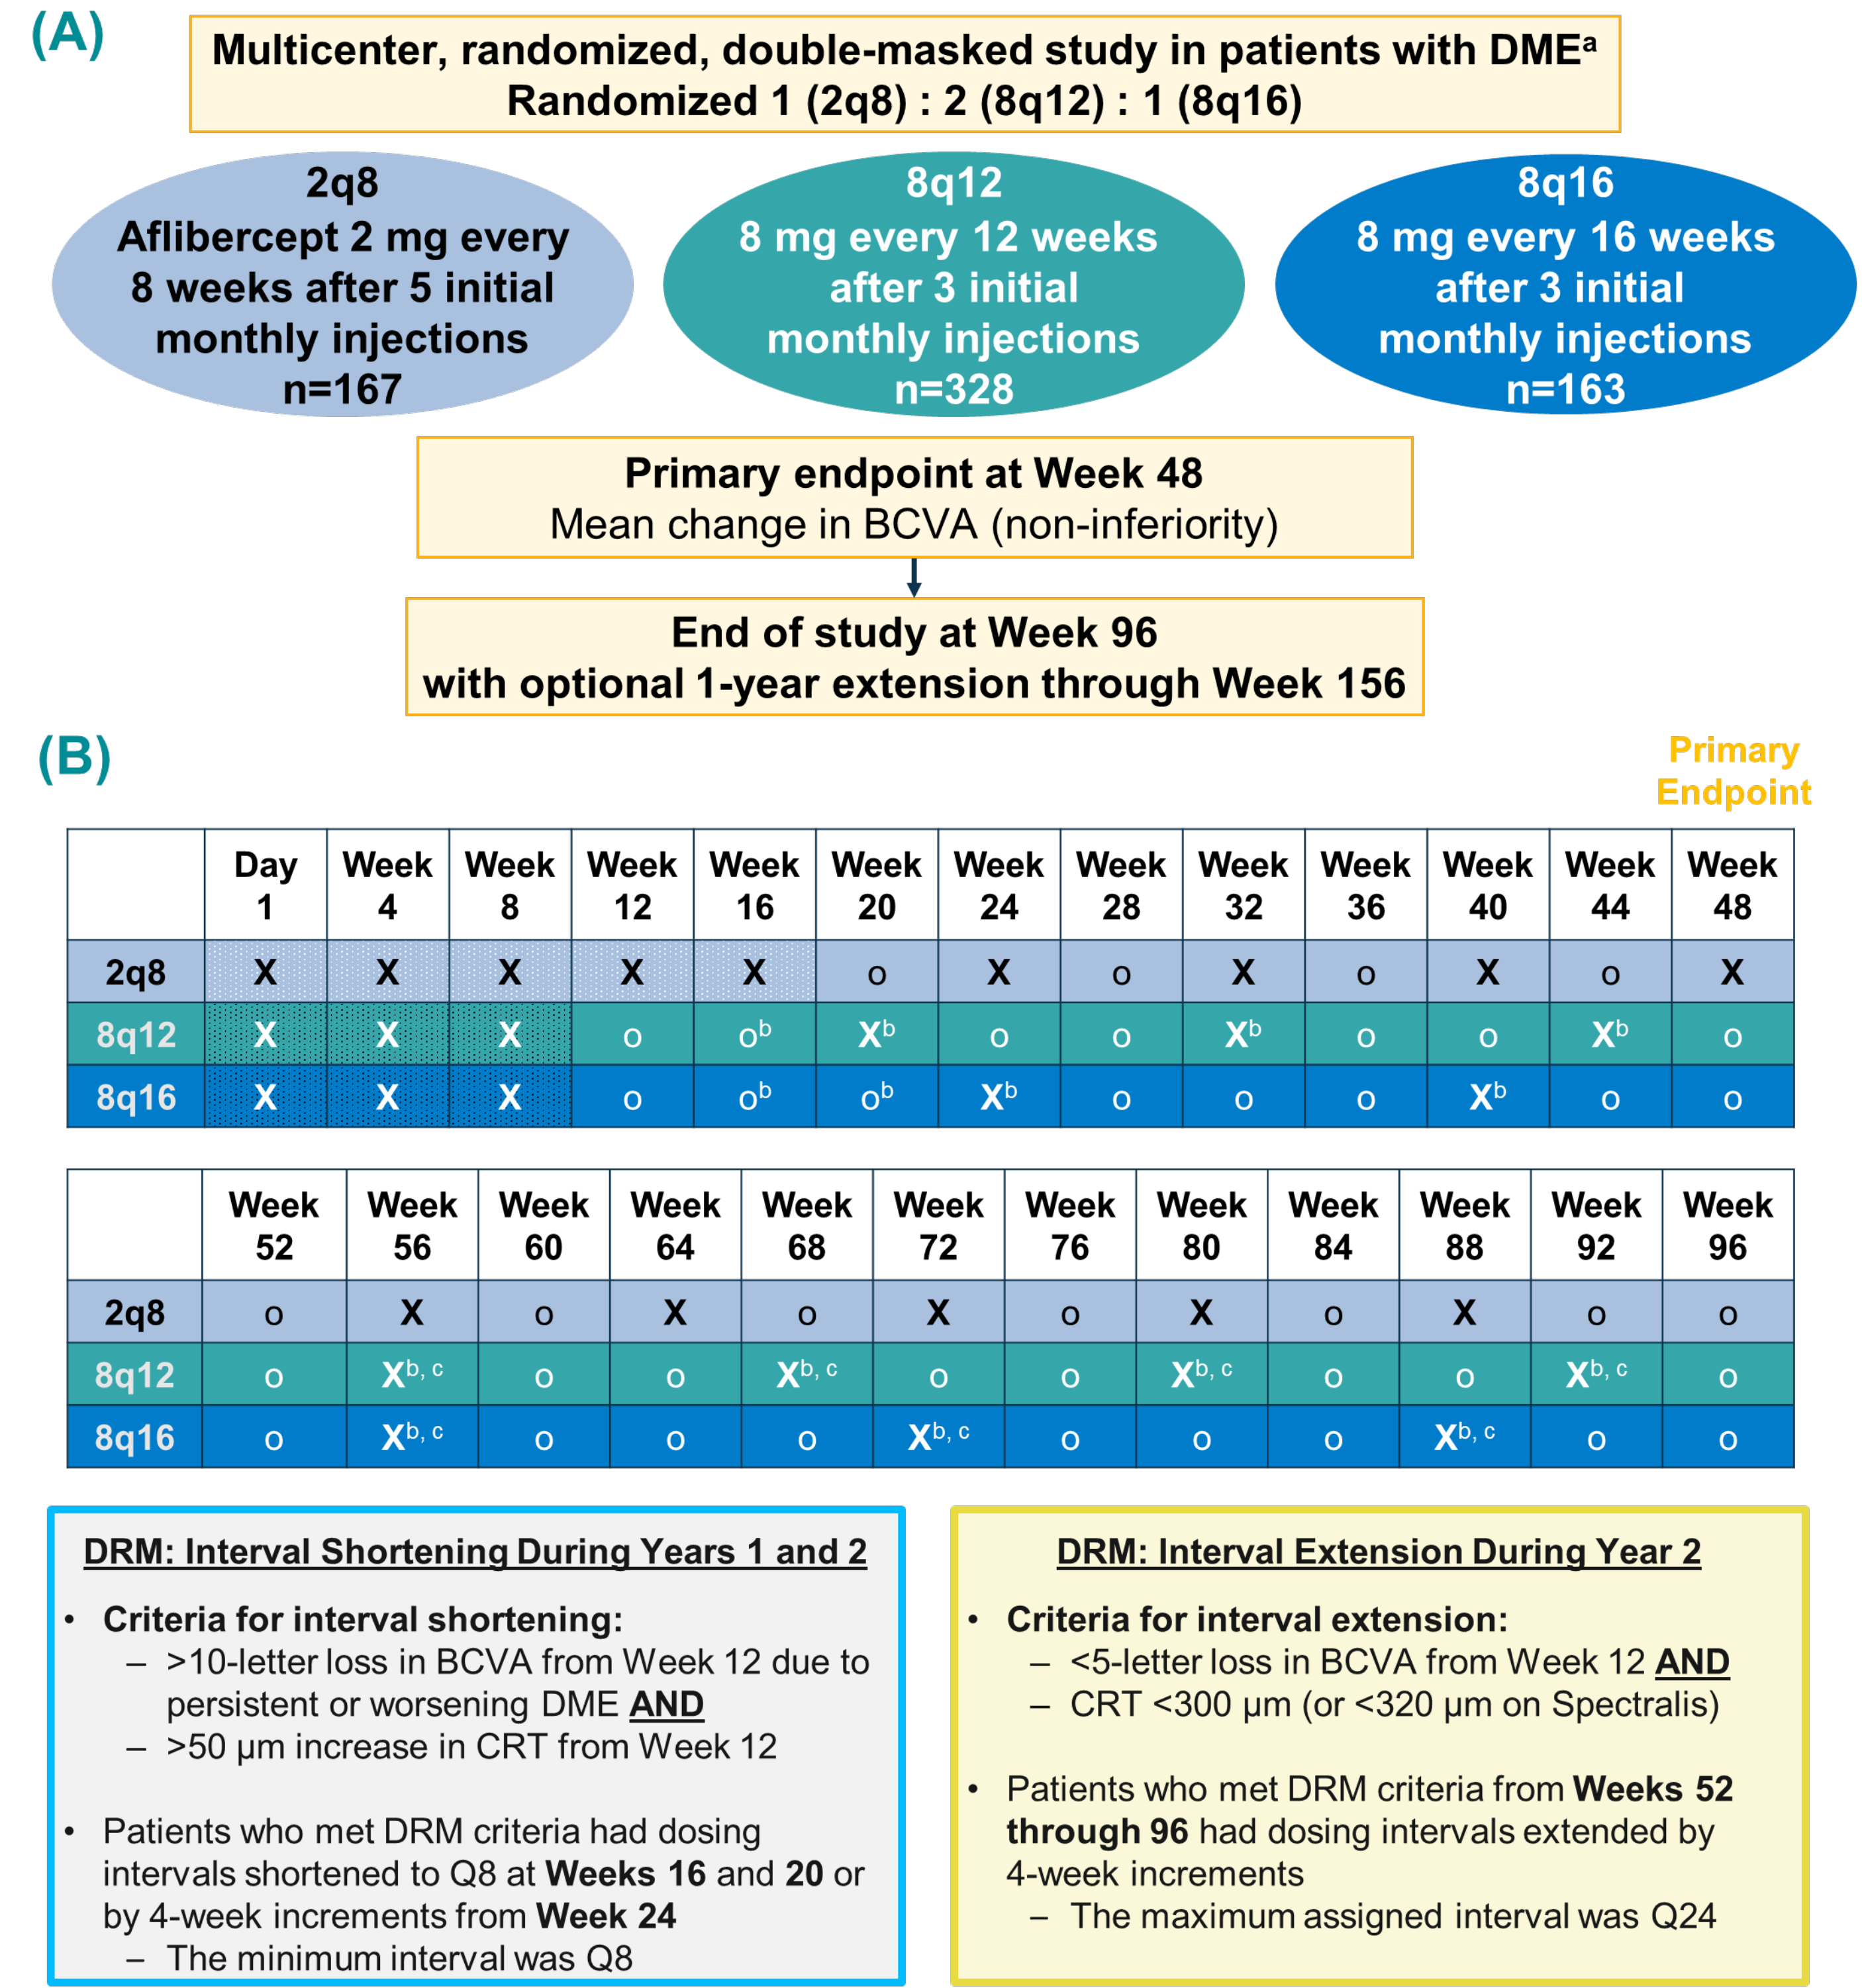 (A)
Multicenter, randomized, double-masked study in patients with DMEᵃ
Randomized 1 (2q8) : 2 (8q12) : 1 (8q16)
2q8
Aflibercept 2 mg every
8 weeks after 5 initial
monthly injections
n=167
8q12
8 mg every 12 weeks
after 3 initial
monthly injections
n=328
8q16
8 mg every 16 weeks
after 3 initial
monthly injections
n=163
Primary endpoint at Week 48
Mean change in BCVA (non-inferiority)
End of study at Week 96
with optional 1-year extension through Week 156
(B)
Primary
Endpoint
Day 1 Week 4 Week 8 Week 12 Week 16 Week 20 Week 24 Week 28 Week 32 Week 36 Week 40 Week 44 Week 48
2q8 X X X X X o X o X o X o X
8q12 X X X o oᵇ Xᵇ o o Xᵇ o o Xᵇ o
8q16 X X X o oᵇ oᵇ Xᵇ o o o Xᵇ o o
Week 52 Week 56 Week 60 Week 64 Week 68 Week 72 Week 76 Week 80 Week 84 Week 88 Week 92 Week 96
2q8 o X o X o X o X o X o o
8q12 o Xᵇ, ᶜ o o Xᵇ, ᶜ o o Xᵇ, ᶜ o o Xᵇ, ᶜ o
8q16 o Xᵇ, ᶜ o o o Xᵇ, ᶜ o o o Xᵇ, ᶜ o o
DRM: Interval Shortening During Years 1 and 2
• Criteria for interval shortening:
– >10-letter loss in BCVA from Week 12 due to
persistent or worsening DME AND
– >50 µm increase in CRT from Week 12
• Patients who met DRM criteria had dosing
intervals shortened to Q8 at Weeks 16 and 20 or
by 4-week increments from Week 24
– The minimum interval was Q8
DRM: Interval Extension During Year 2
• Criteria for interval extension:
– <5-letter loss in BCVA from Week 12 AND
– CRT <300 µm (or <320 µm on Spectralis)
• Patients who met DRM criteria from Weeks 52
through 96 had dosing intervals extended by
4-week increments
– The maximum assigned interval was Q24